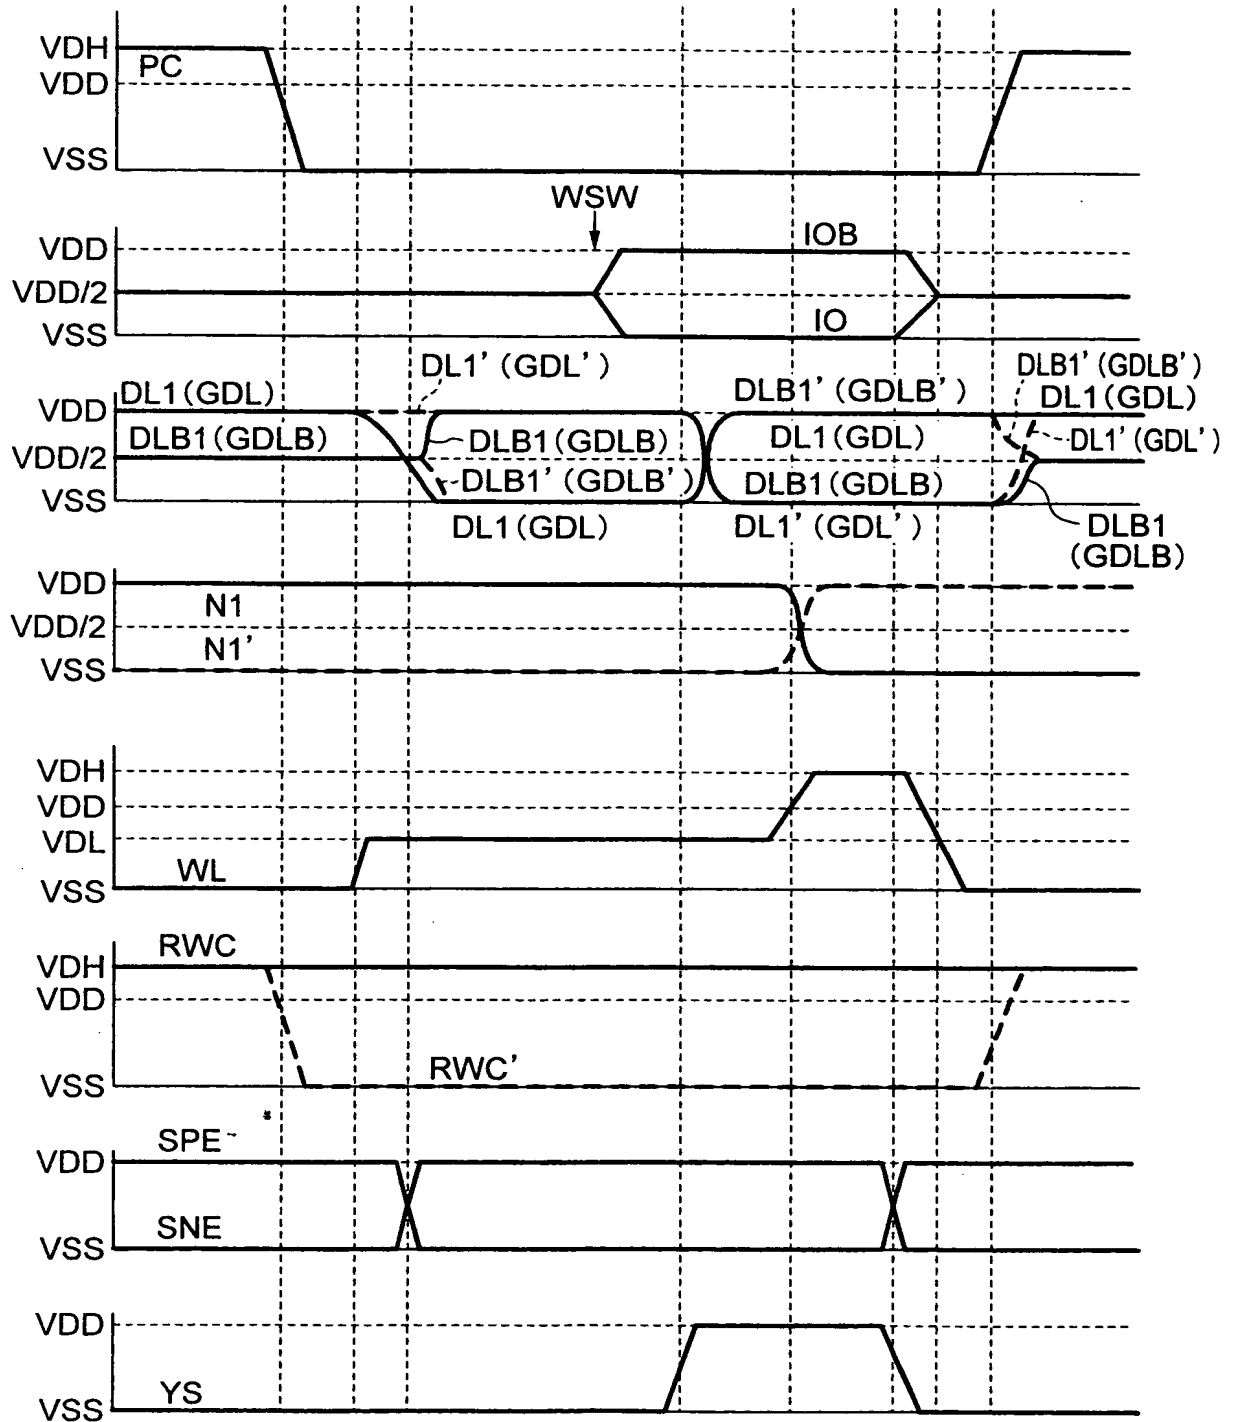 VDH
PC
VDD
VSS
WSW
VDD
IOB
VDD/2
VSS
IO
DL1' (GDL')
DLB1' (GDLB')
DL1(GDL)
DLB1' (GDLB')
DL1(GDL)
VDD
DLB1(GDLB)
DLB1(GDLB)
DL1(GDL)
DL1' (GDL')
VDD/2
DLB1' (GDLB')
DLB1(GDLB)
VSS
DL1(GDL)
DL1' (GDL')
DLB1
(GDLB)
VDD
N1
VDD/2
N1'
VSS
VDH
VDD
VDL
WL
VSS
RWC
VDH
VDD
RWC'
VSS
SPE
VDD
SNE
VSS
VDD
YS
VSS